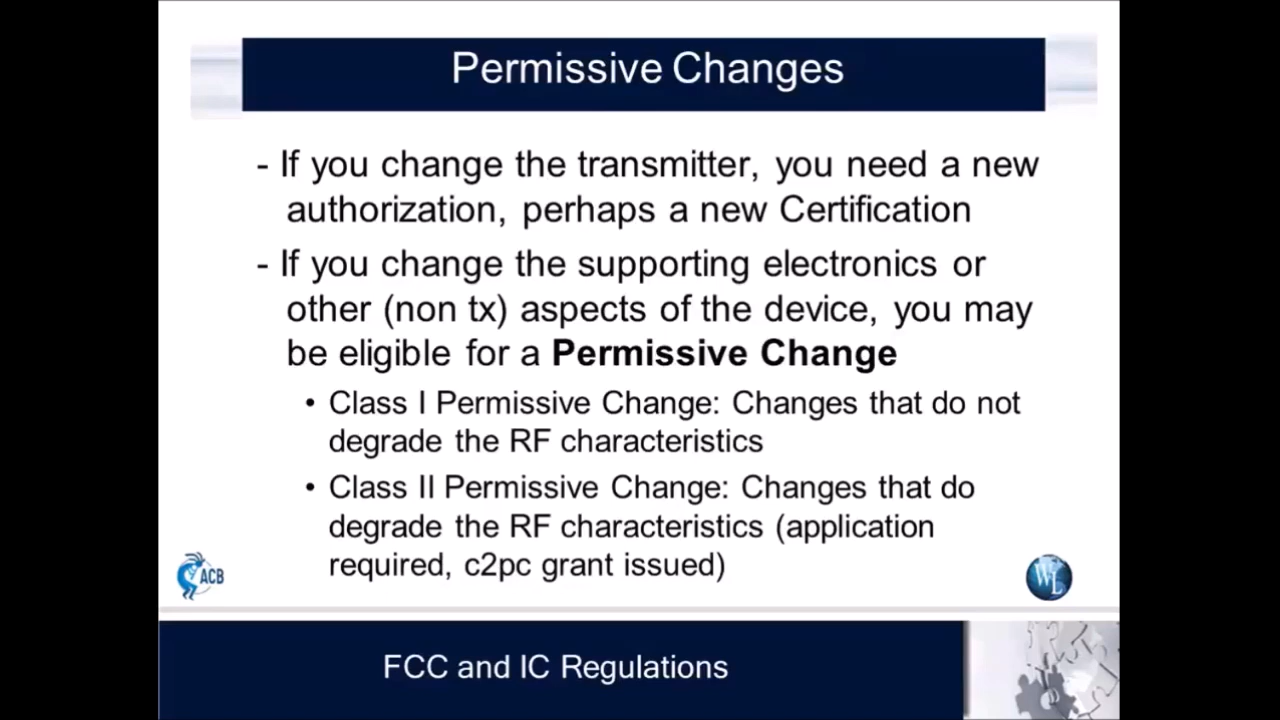 Permissive Changes
- If you change the transmitter, you need a new
authorization, perhaps a new Certification
- If you change the supporting electronics or
other (non tx) aspects of the device, you may
be eligible for a Permissive Change
• Class I Permissive Change: Changes that do not
degrade the RF characteristics
• Class II Permissive Change: Changes that do
degrade the RF characteristics (application
required, c2pc grant issued)
ACB
WL
FCC and IC Regulations